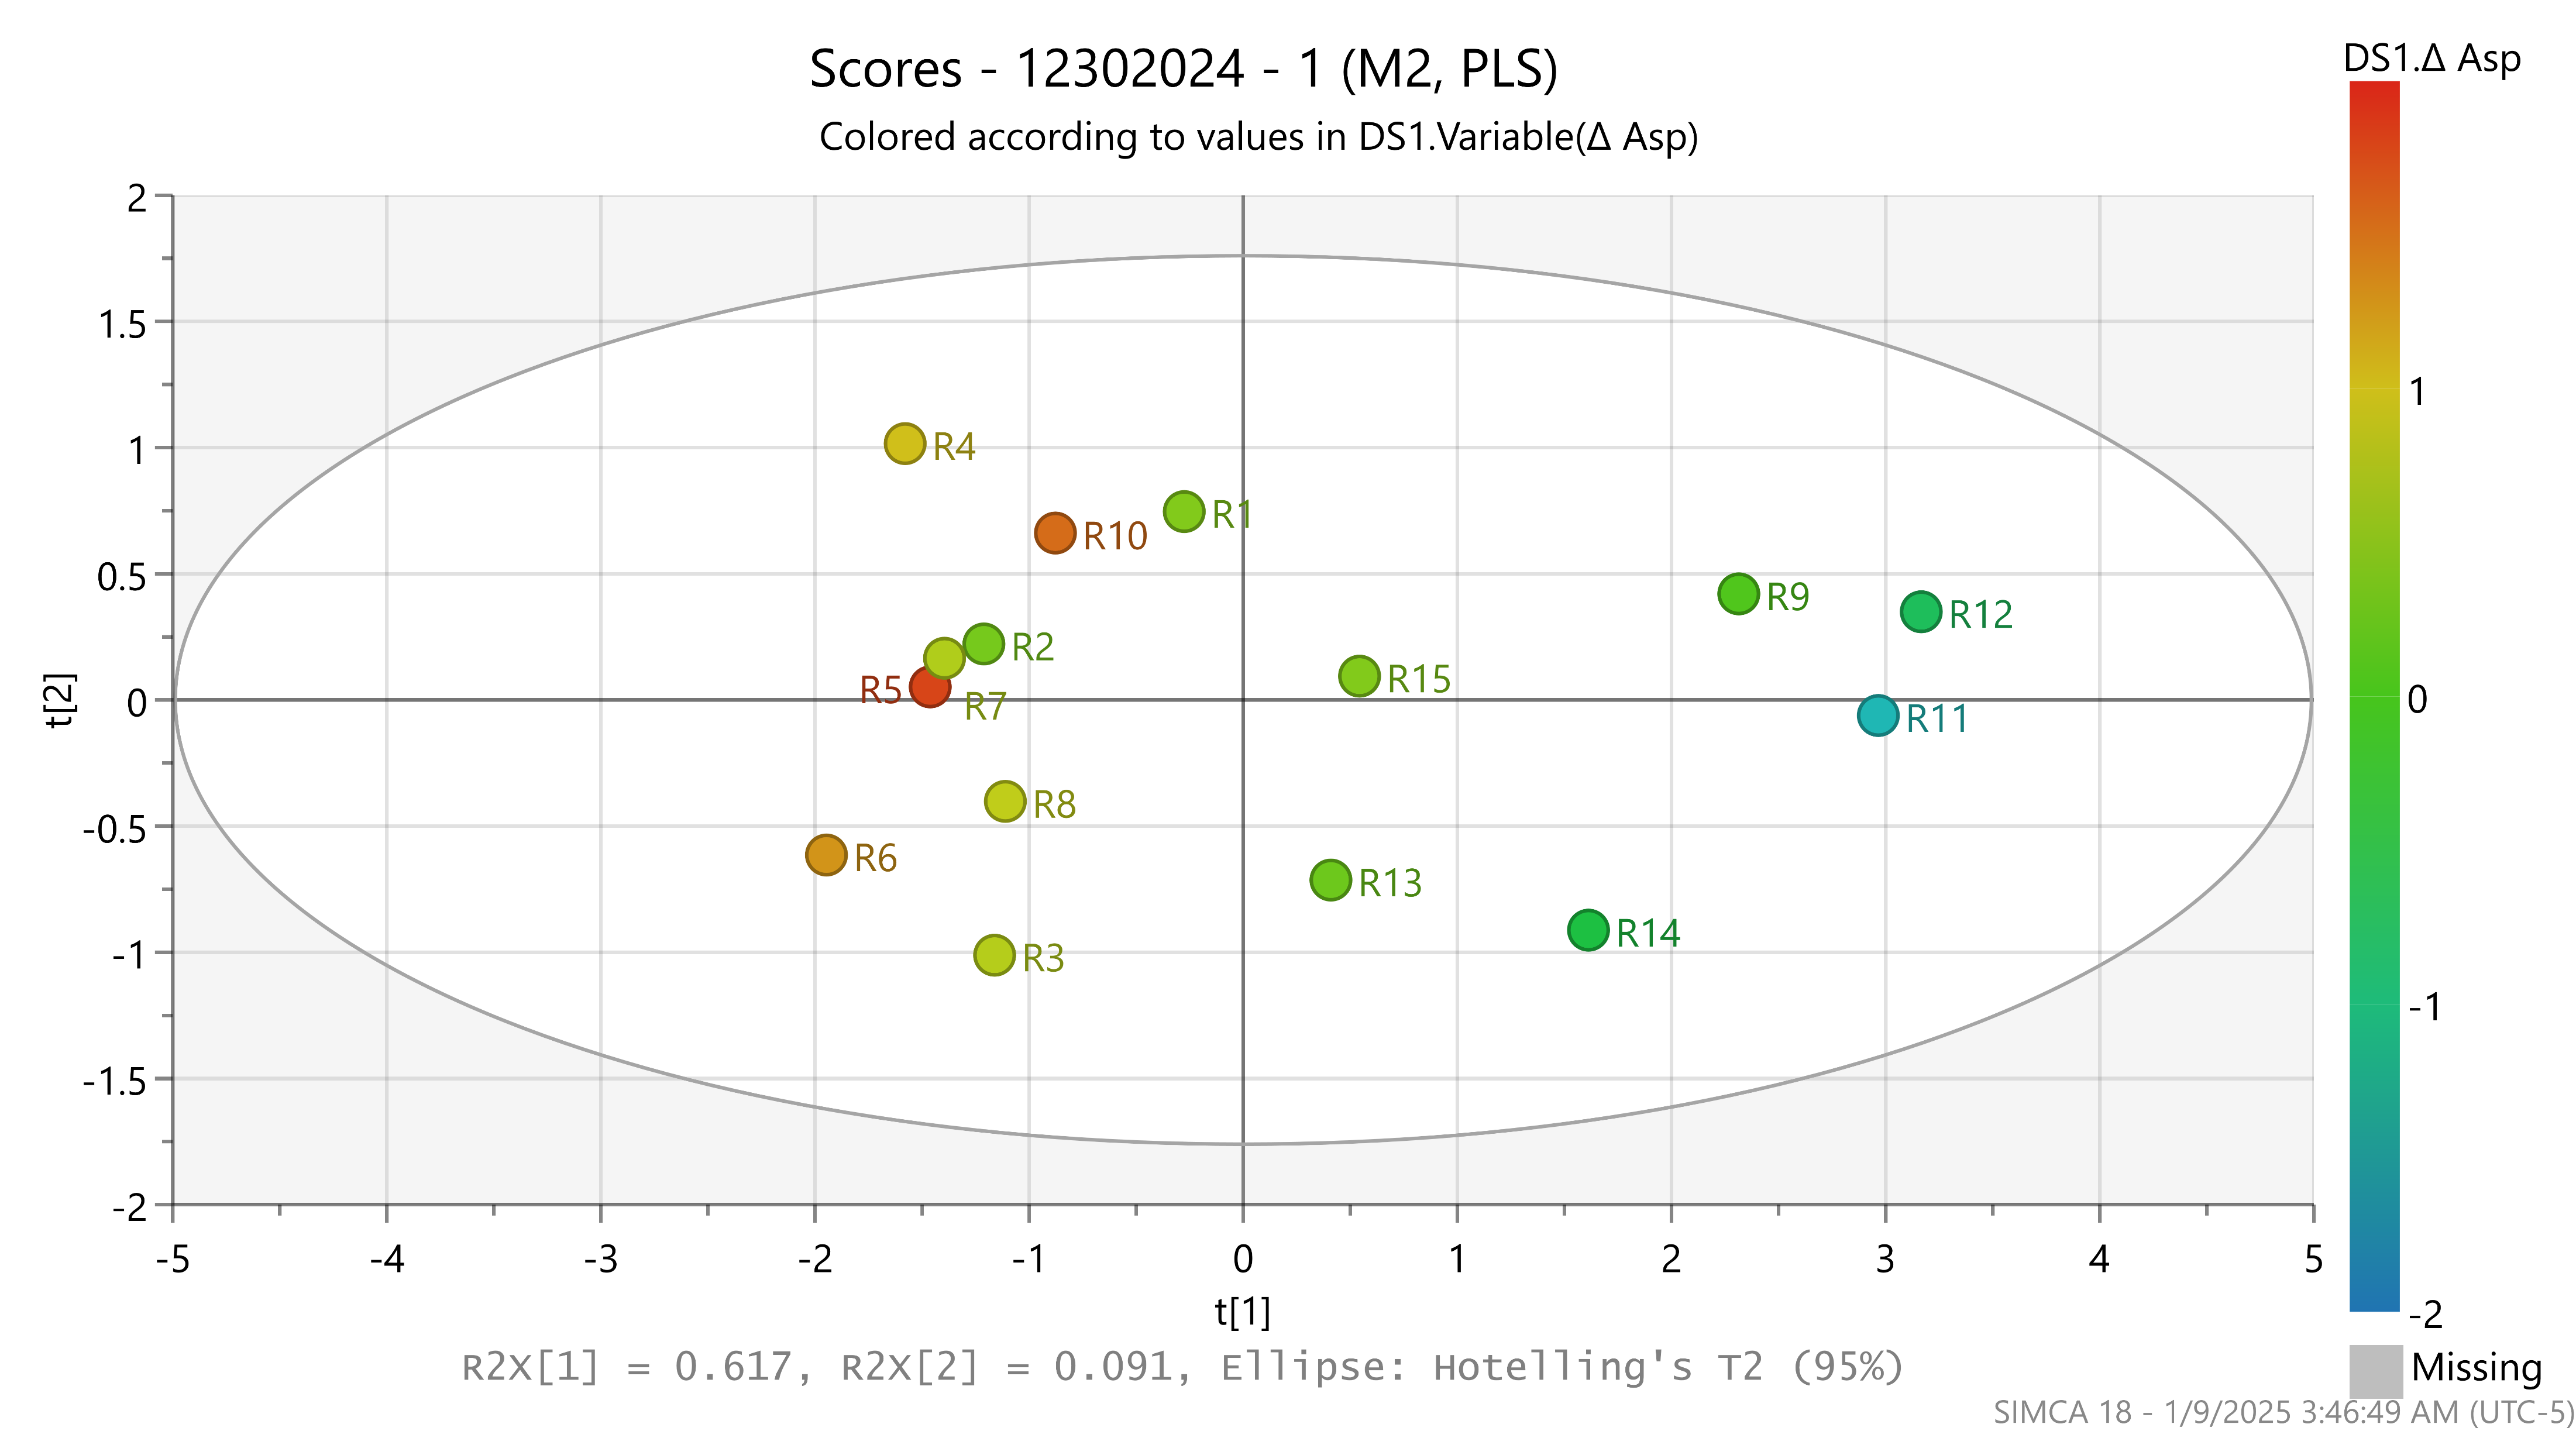 Scores - 12302024 - 1 (M2, PLS)
Colored according to values in DS1.Variable(Δ Asp)
DS1.Δ Asp
2
1.5
1
0.5
0
-0.5
-1
-1.5
-2
t[2]
R4
R10
R1
R9
R12
R2
R5
R7
R15
R11
R8
R6
R13
R14
R3
-5 -4 -3 -2 -1 0 1 2 3 4 5
t[1]
R2X[1] = 0.617, R2X[2] = 0.091, Ellipse: Hotelling's T2 (95%)
1
0
-1
-2
Missing
SIMCA 18 - 1/9/2025 3:46:49 AM (UTC-5)